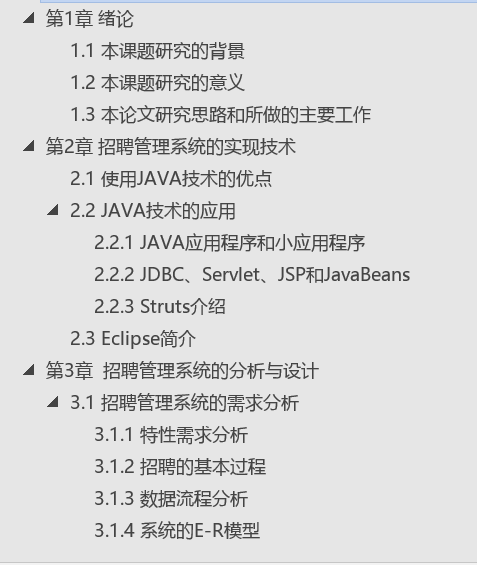 第1章 绪论
1.1 本课题研究的背景
1.2 本课题研究的意义
1.3 本论文研究思路和所做的主要工作
第2章 招聘管理系统的实现技术
2.1 使用JAVA技术的优点
2.2 JAVA技术的应用
2.2.1 JAVA应用程序和小应用程序
2.2.2 JDBC、Servlet、JSP和JavaBeans
2.2.3 Struts介绍
2.3 Eclipse简介
第3章 招聘管理系统的分析与设计
3.1 招聘管理系统的需求分析
3.1.1 特性需求分析
3.1.2 招聘的基本过程
3.1.3 数据流程分析
3.1.4 系统的E-R模型